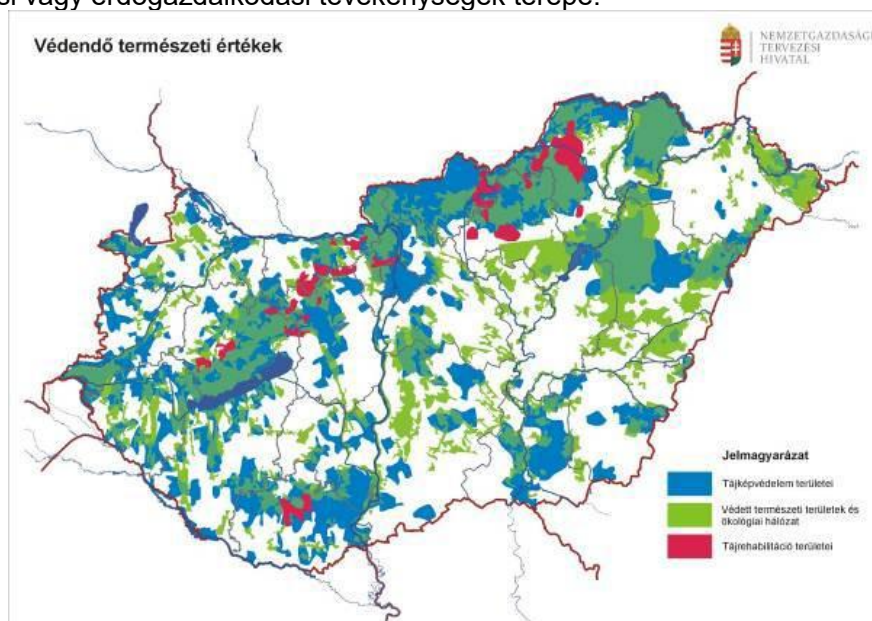 si vagy erdőgazdálkodási tevékenységek terepe.
Védendő természeti értékek
NEMZETGAZDASÁGI
TERVEZÉSI
HIVATAL
Jelmagyarázat
Tájképvédelem területei
Védett természeti területek és
ökológiai hálózat
Tájrehabilitáció területei